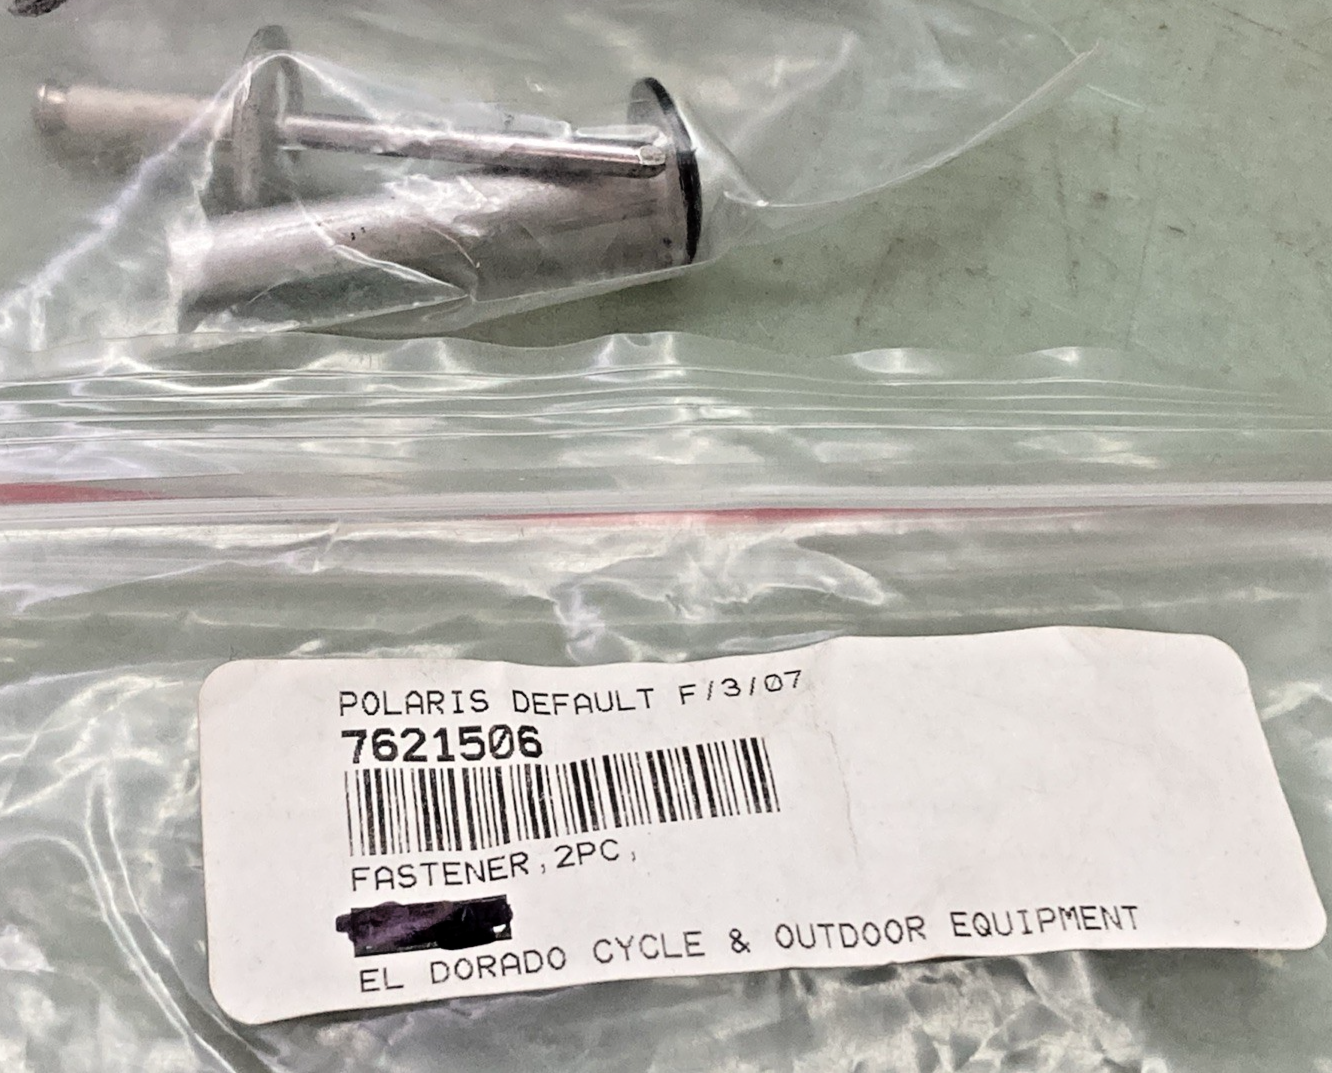 POLARIS DEFAULT F/3/07
7621506
FASTENER,2PC,
EL DORADO CYCLE & OUTDOOR EQUIPMENT